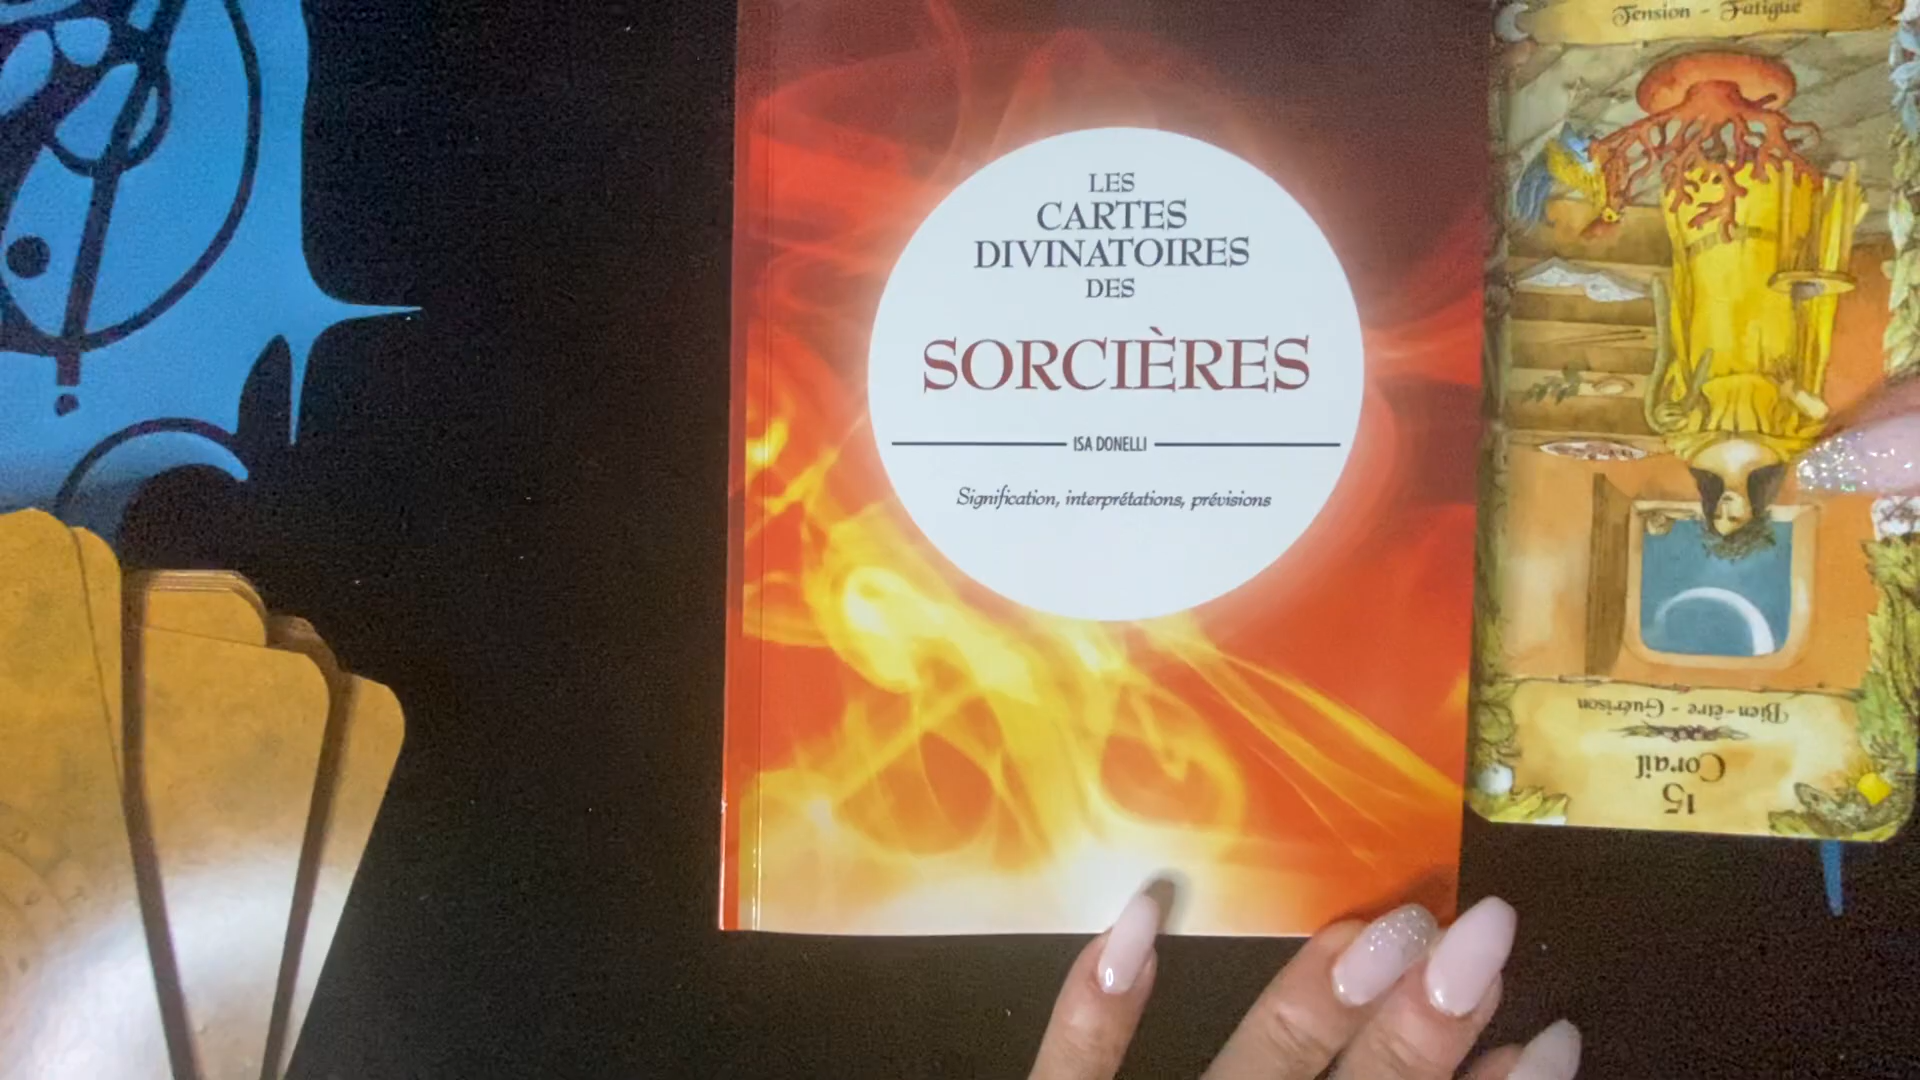 LES
CARTES
DIVINATOIRES
DES
SORCIÈRES
ISA DONELLI
Signification, interprétations, prévisions
Tension - Fatigue
Bien-être - Guérison
Corail
15